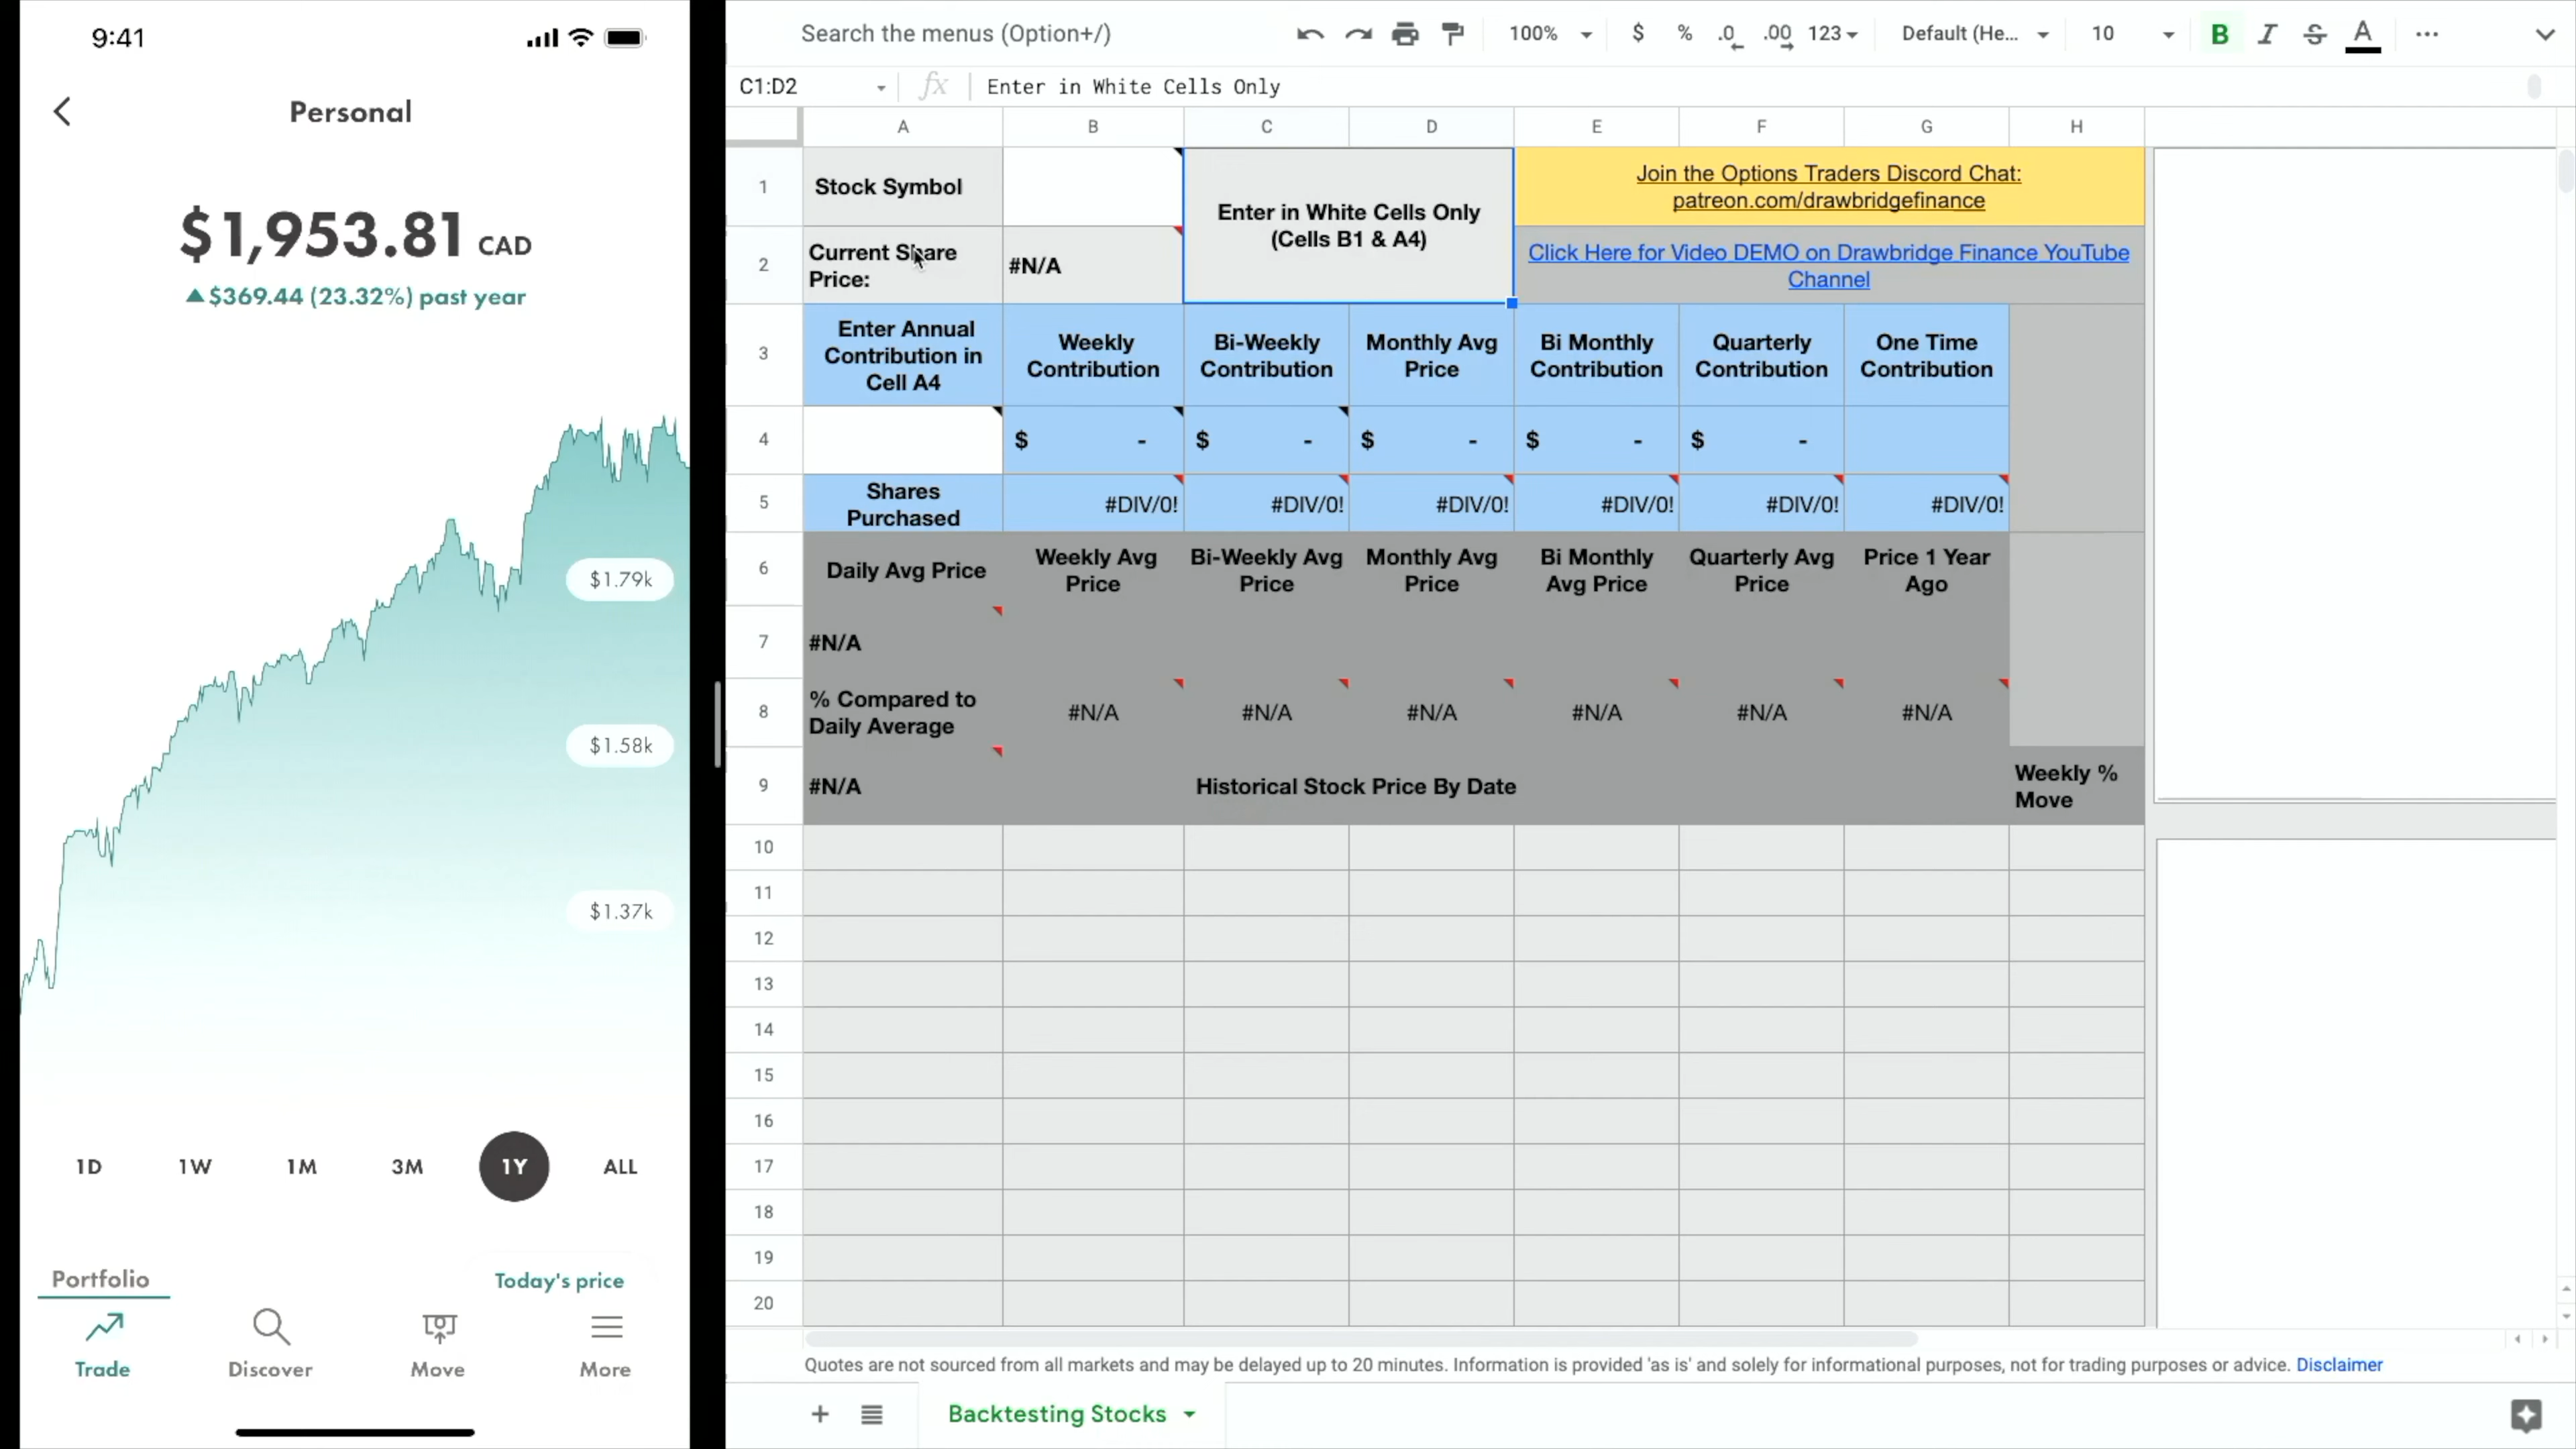 9:41
Personal
$1,953.81 CAD
▲$369.44 (23.32%) past year
$1.79k
$1.58k
$1.37k
1D 1W 1M 3M 1Y ALL
Portfolio
Today's price
Trade Discover Move More
Search the menus (Option+/)
100% $ % .0 .00 123 Default (He... 10 B I S A
C1:D2 fx Enter in White Cells Only
A B C D E F G H
1 Stock Symbol
Enter in White Cells Only
(Cells B1 & A4)
Join the Options Traders Discord Chat:
patreon.com/drawbridgefinance
2 Current Share
Price:
#N/A
Click Here for Video DEMO on Drawbridge Finance YouTube
Channel
3 Enter Annual
Contribution in
Cell A4
Weekly
Contribution
Bi-Weekly
Contribution
Monthly Avg
Price
Bi Monthly
Contribution
Quarterly
Contribution
One Time
Contribution
4 $ - $ - $ - $ - $ -
5 Shares
Purchased
#DIV/0! #DIV/0! #DIV/0! #DIV/0! #DIV/0! #DIV/0!
6 Daily Avg Price
Weekly Avg
Price
Bi-Weekly Avg
Price
Monthly Avg
Price
Bi Monthly
Avg Price
Quarterly Avg
Price
Price 1 Year
Ago
7 #N/A
8 % Compared to
Daily Average
#N/A #N/A #N/A #N/A #N/A #N/A
9 #N/A Historical Stock Price By Date
Weekly %
Move
10
11
12
13
14
15
16
17
18
19
20
Quotes are not sourced from all markets and may be delayed up to 20 minutes. Information is provided 'as is' and solely for informational purposes, not for trading purposes or advice. Disclaimer
+ Backtesting Stocks